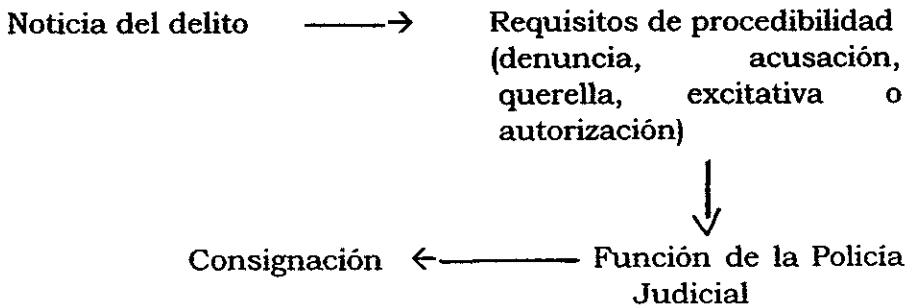 Noticia del delito → Requisitos de procedibilidad
(denuncia, acusación,
querella, excitativa o
autorización)
Consignación ← Función de la Policía
Judicial